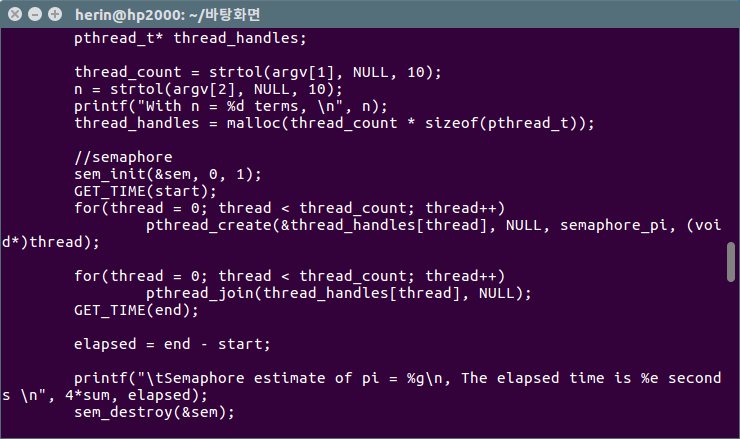 herin@hp2000: ~/바탕화면
pthread_t* thread_handles;
thread_count = strtol(argv[1], NULL, 10);
n = strtol(argv[2], NULL, 10);
printf("With n = %d terms, \n", n);
thread_handles = malloc(thread_count * sizeof(pthread_t));
//semaphore
sem_init(&sem, 0, 1);
GET_TIME(start);
for(thread = 0; thread < thread_count; thread++)
pthread_create(&thread_handles[thread], NULL, semaphore_pi, (voi
d*)thread);
for(thread = 0; thread < thread_count; thread++)
pthread_join(thread_handles[thread], NULL);
GET_TIME(end);
elapsed = end - start;
printf("\tSemaphore estimate of pi = %g\n, The elapsed time is %e second
s \n", 4*sum, elapsed);
sem_destroy(&sem);